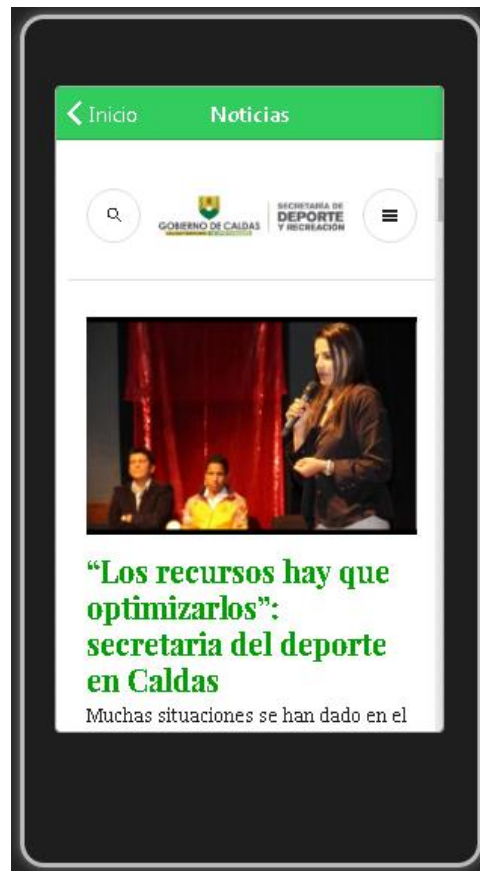 Inicio Noticias
GOBIERNO DE CALDAS
SECRETARÍA DE
DEPORTE
Y RECREACIÓN
“Los recursos hay que
optimizarlos”:
secretaria del deporte
en Caldas
Muchas situaciones se han dado en el